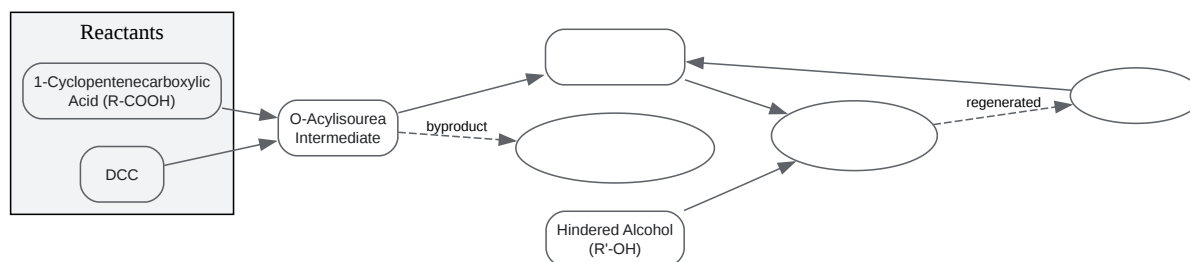 Reactants
1-Cyclopentenecarboxylic
Acid (R-COOH)
DCC
O-Acylisourea
Intermediate
byproduct
Hindered Alcohol
(R'-OH)
regenerated